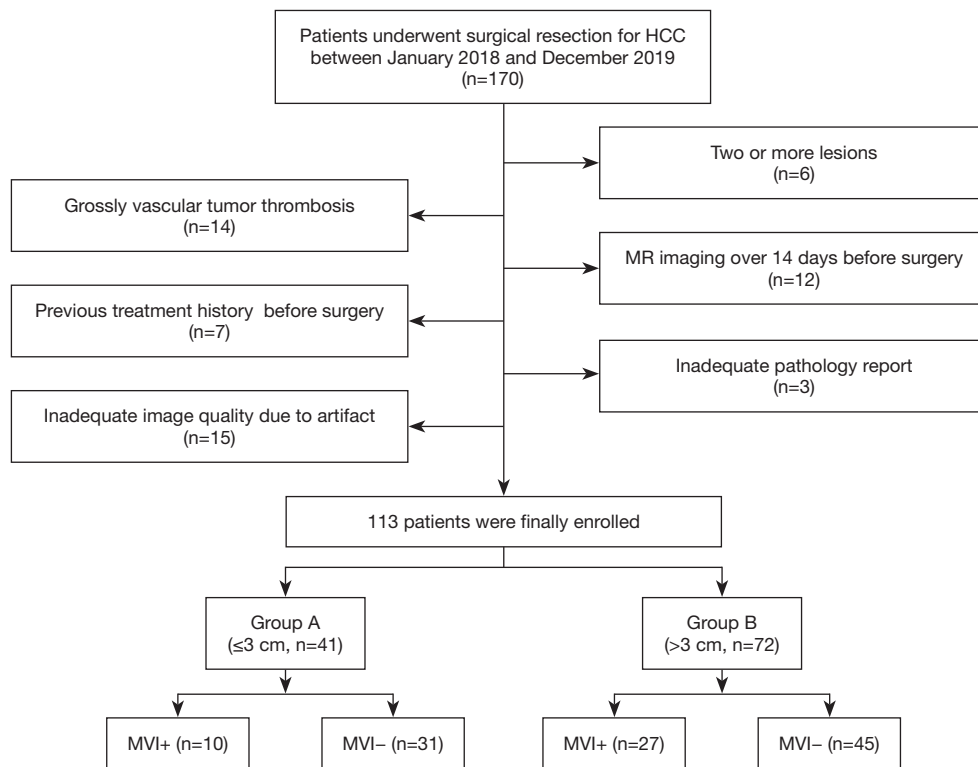 Patients underwent surgical resection for HCC
between January 2018 and December 2019
(n=170)
Two or more lesions
(n=6)
Grossly vascular tumor thrombosis
(n=14)
MR imaging over 14 days before surgery
(n=12)
Previous treatment history before surgery
(n=7)
Inadequate pathology report
(n=3)
Inadequate image quality due to artifact
(n=15)
113 patients were finally enrolled
Group A
(≤3 cm, n=41)
Group B
(>3 cm, n=72)
MVI+ (n=10)
MVI− (n=31)
MVI+ (n=27)
MVI− (n=45)